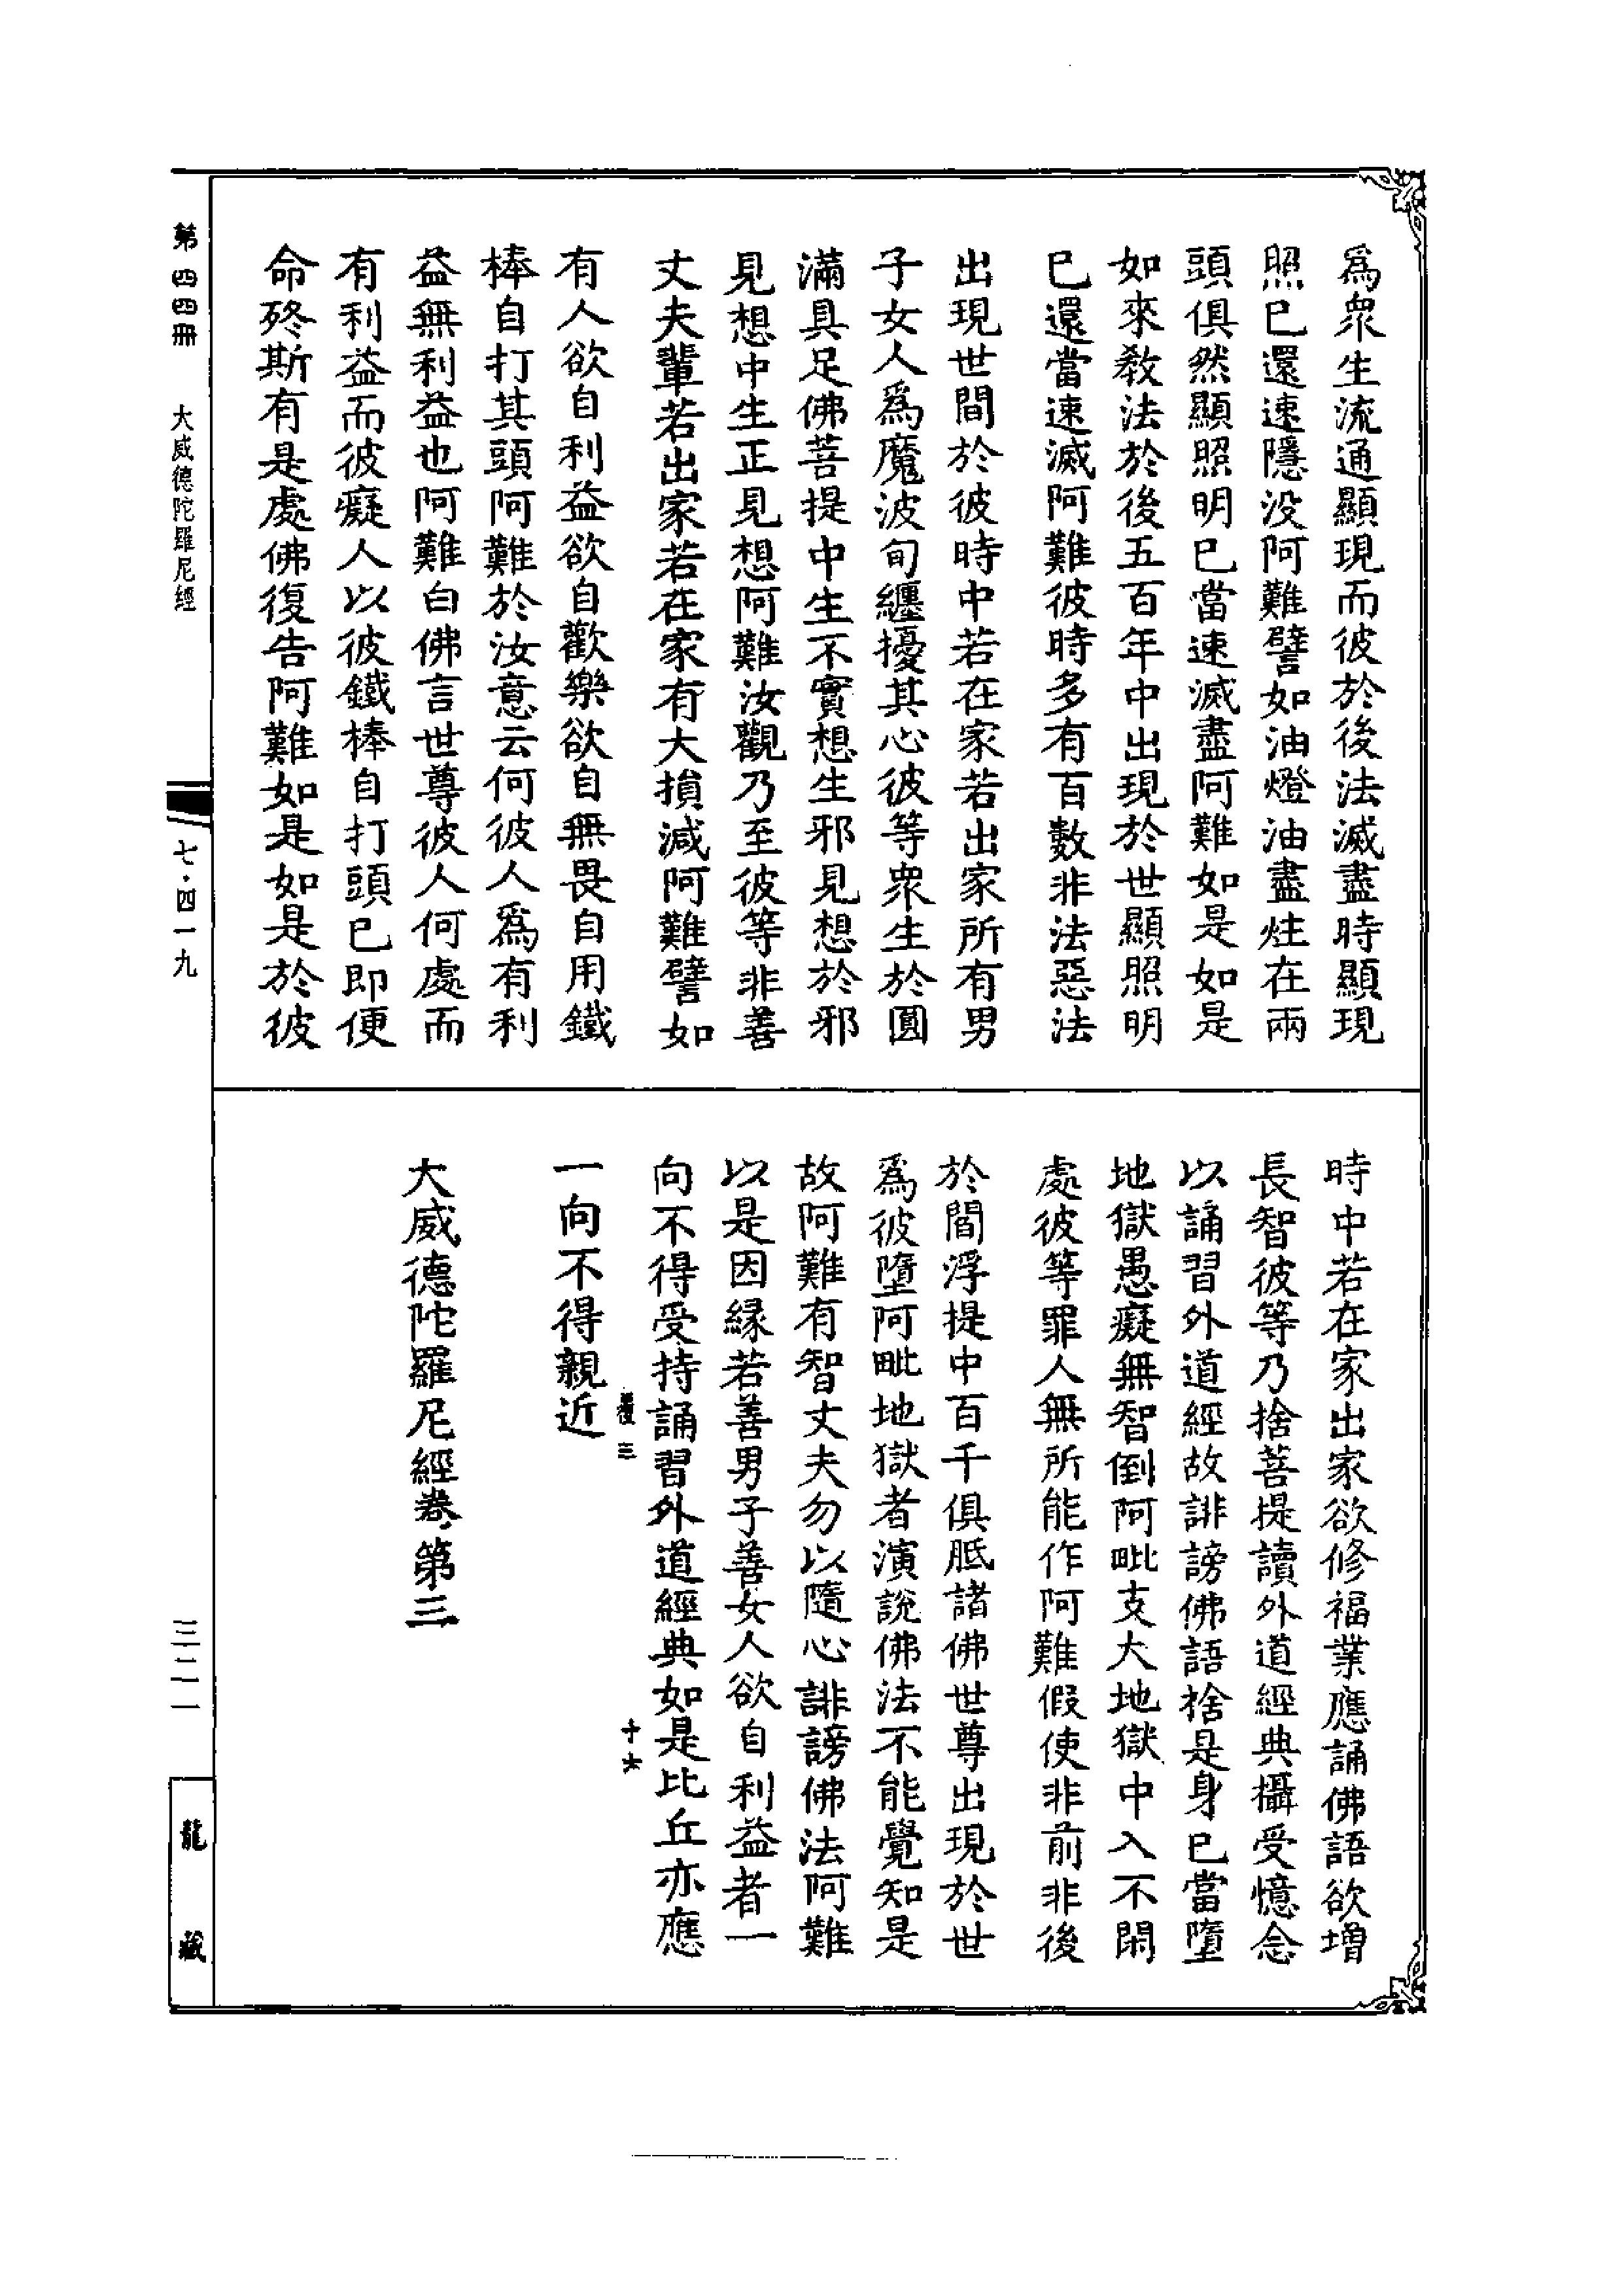 爲衆生流通顯現而彼於後法滅盡時顯現
照已還速隱没阿難譬如油燈油盡炷在兩
頭俱然顯照明已當速滅盡阿難如是如是
如來教法於後五百年中出現於世顯照明
已還當速滅阿難彼時多有百數非法惡法
出現世間於彼時中若在家若出家所有男
子女人爲魔波旬纏擾其心彼等衆生於圓
滿具足佛菩提中生不實想生邪見想於邪
見想中生正見想阿難汝觀乃至彼等非善
丈夫輩若出家若在家有大損減阿難譬如
有人欲自利益欲自歡樂欲自無畏自用鐵
棒自打其頭阿難於汝意云何彼人爲有利
益無利益也阿難白佛言世尊彼人何處而
有利益而彼癡人以彼鐵棒自打頭已即便
命終斯有是處佛復告阿難如是如是於彼
時中若在家出家欲修福業應誦佛語欲增
長智彼等乃捨菩提讀外道經典攝受憶念
以誦習外道經故誹謗佛語捨是身已當墮
地獄愚癡無智倒阿毗支大地獄中入不閑
處彼等罪人無所能作阿難假使非前非後
於閻浮提中百千俱胝諸佛世尊出現於世
爲彼墮阿毗地獄者演說佛法不能覺知是
故阿難有智丈夫勿以隨心誹謗佛法阿難
以是因緣若善男子善女人欲自利益者一
向不得受持誦習外道經典如是比丘亦應
三
十六
一向不得親近
大威德陀羅尼經卷第三
第四四冊
大威德陀羅尼經
七·四一九
三二一
龍藏